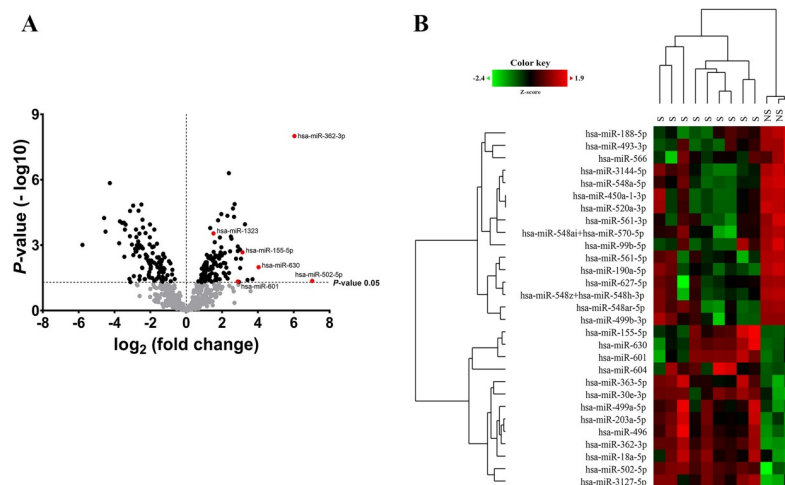 A
9
6
3
0
-8
-6
-4
-2
0
2
4
6
8
P-value (- log10)
log2 (fold change)
hsa-miR-362-3p
hsa-miR-1323
hsa-miR-155-5p
hsa-miR-630
hsa-miR-502-5p
hsa-miR-601
P-value 0.05
B
Color key
-2.4
1.9
Z-score
S S S S S S S S S NS NS
hsa-miR-188-5p
hsa-miR-493-3p
hsa-miR-566
hsa-miR-3144-5p
hsa-miR-548a-5p
hsa-miR-450a-1-3p
hsa-miR-520a-3p
hsa-miR-561-3p
hsa-miR-548ai+hsa-miR-570-5p
hsa-miR-99b-5p
hsa-miR-561-5p
hsa-miR-190a-5p
hsa-miR-627-5p
hsa-miR-548z+hsa-miR-548h-3p
hsa-miR-548ar-5p
hsa-miR-499b-3p
hsa-miR-155-5p
hsa-miR-630
hsa-miR-601
hsa-miR-604
hsa-miR-363-5p
hsa-miR-30e-3p
hsa-miR-499a-5p
hsa-miR-203a-5p
hsa-miR-496
hsa-miR-362-3p
hsa-miR-18a-5p
hsa-miR-502-5p
hsa-miR-3127-5p